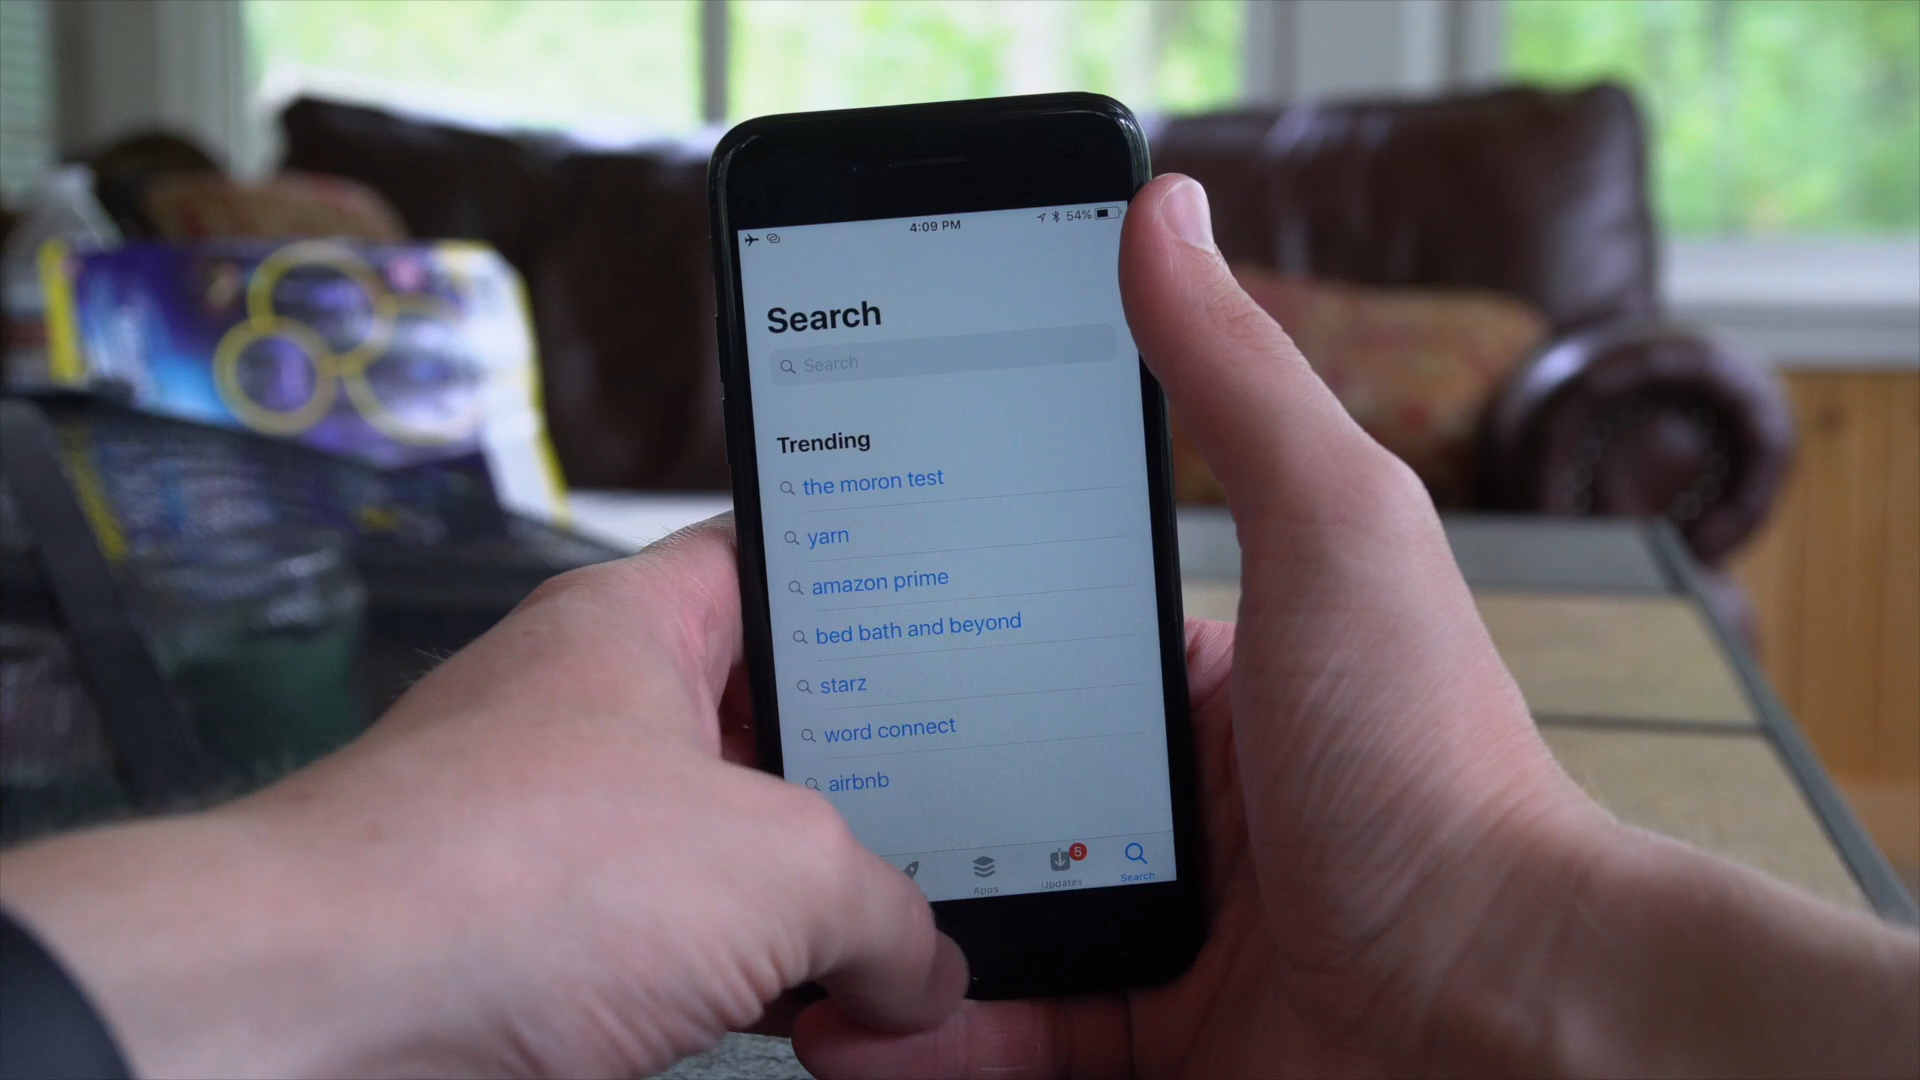 4:09 PM
54%
Search
Search
Trending
the moron test
yarn
amazon prime
bed bath and beyond
starz
word connect
airbnb
5
Apps
Updates
Search